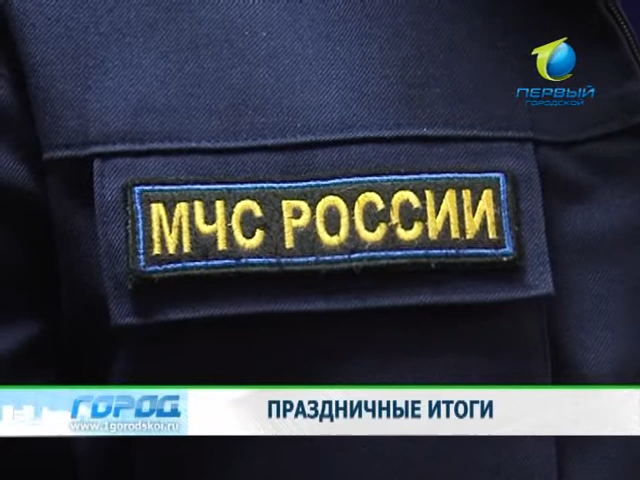 ПЕРВЫЙ
ГОРОДСКОЙ
МЧС РОССИИ
ГОРОД
www.1gorodskoi.ru
ПРАЗДНИЧНЫЕ ИТОГИ